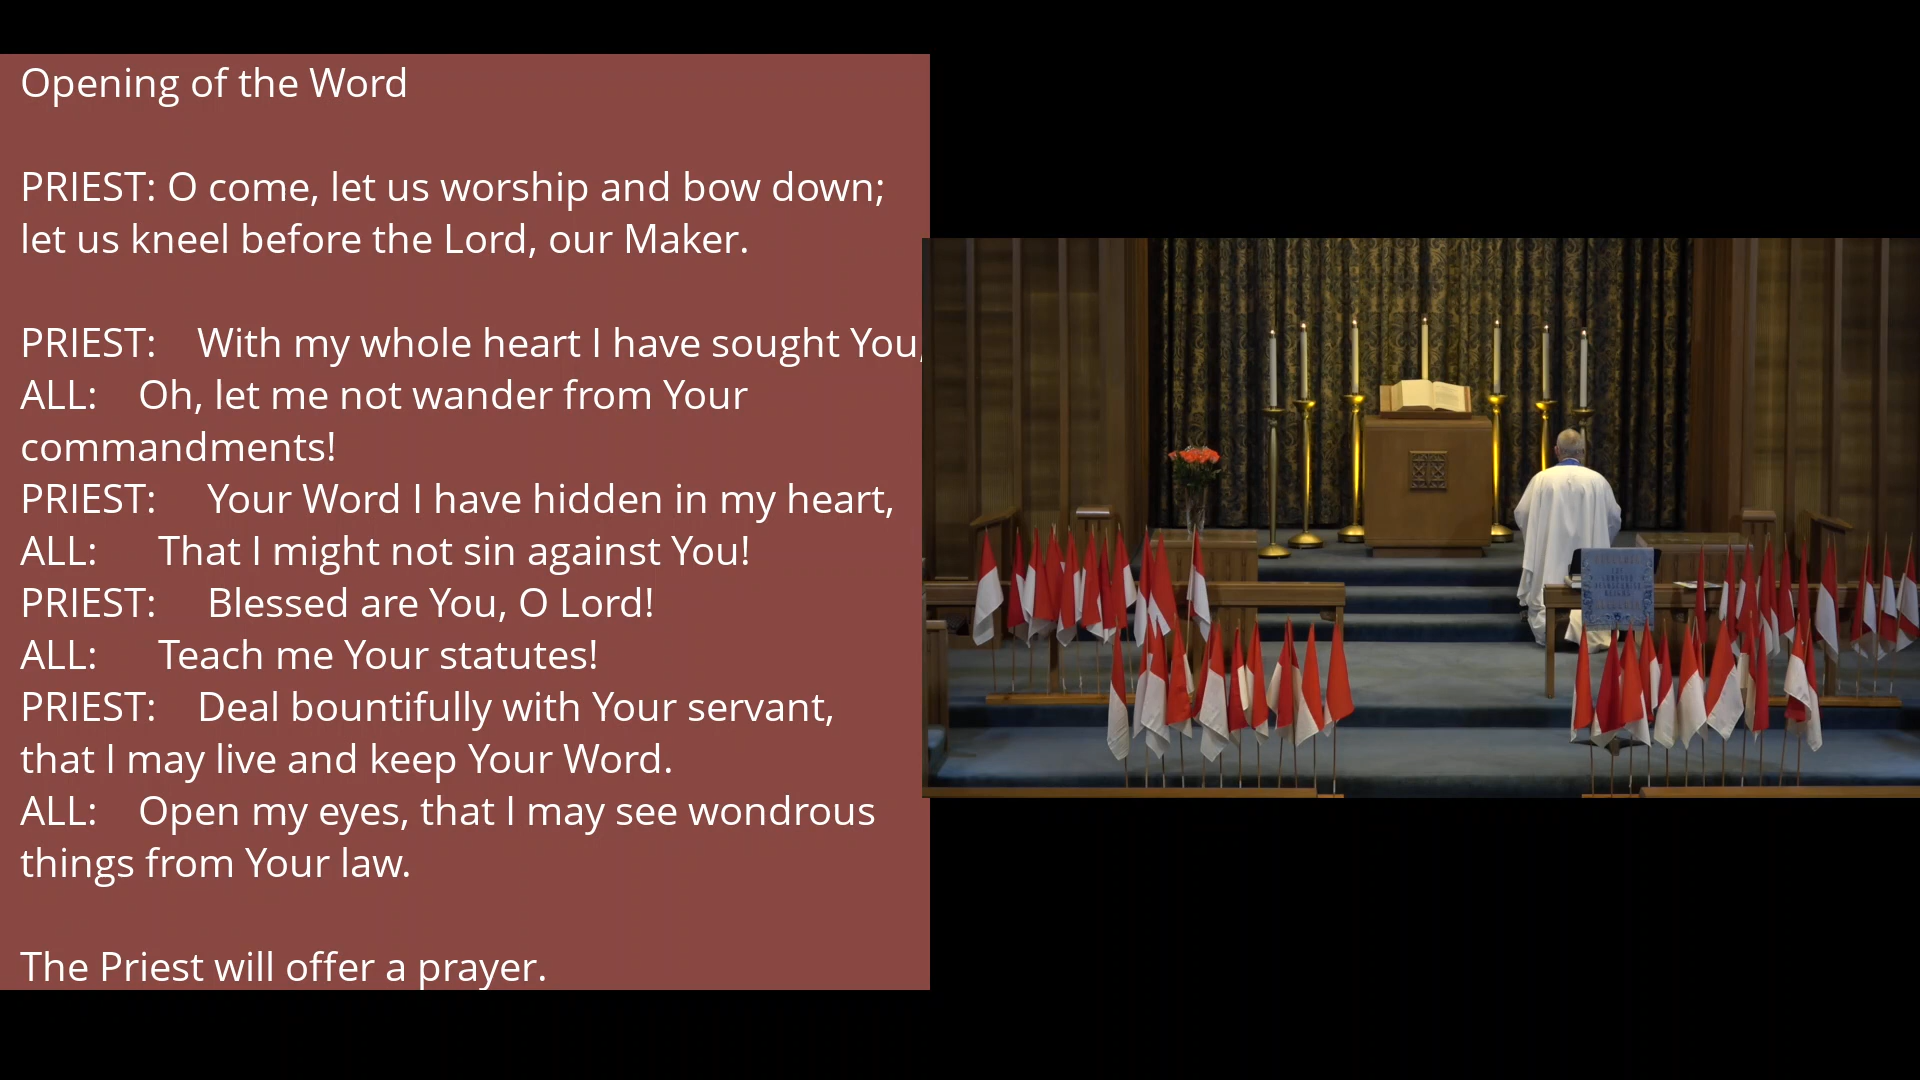 Opening of the Word
PRIEST: O come, let us worship and bow down;
let us kneel before the Lord, our Maker.
PRIEST: With my whole heart I have sought You,
ALL: Oh, let me not wander from Your
commandments!
PRIEST: Your Word I have hidden in my heart,
ALL: That I might not sin against You!
PRIEST: Blessed are You, O Lord!
ALL: Teach me Your statutes!
PRIEST: Deal bountifully with Your servant,
that I may live and keep Your Word.
ALL: Open my eyes, that I may see wondrous
things from Your law.
The Priest will offer a prayer.